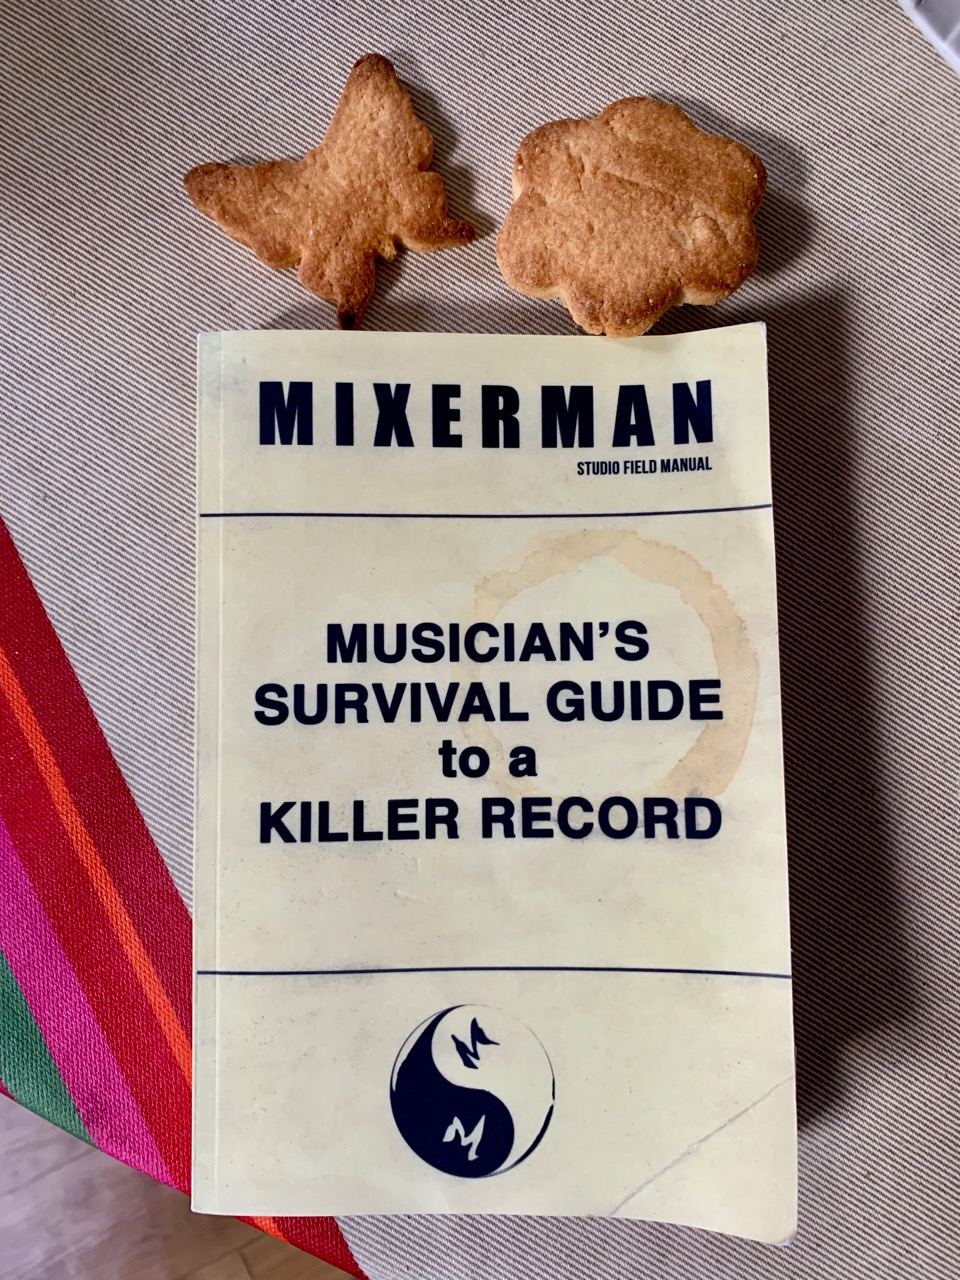 MIXERMAN
STUDIO FIELD MANUAL
MUSICIAN'S
SURVIVAL GUIDE
to a
KILLER RECORD
M
M